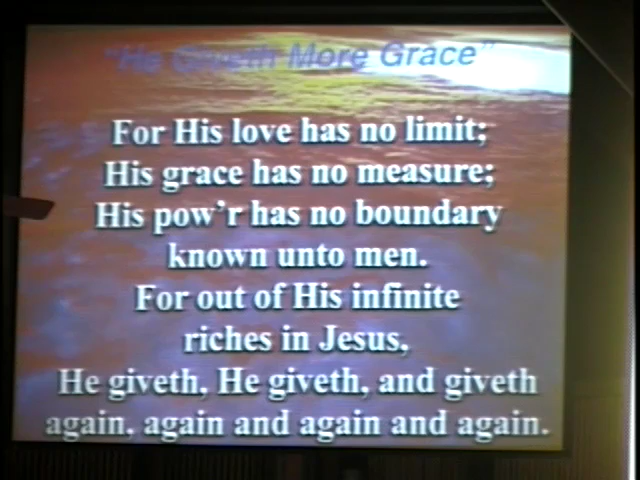 "He Giveth More Grace"
For His love has no limit;
His grace has no measure;
His pow'r has no boundary
known unto men.
For out of His infinite
riches in Jesus,
He giveth, He giveth, and giveth
again, again and again and again.